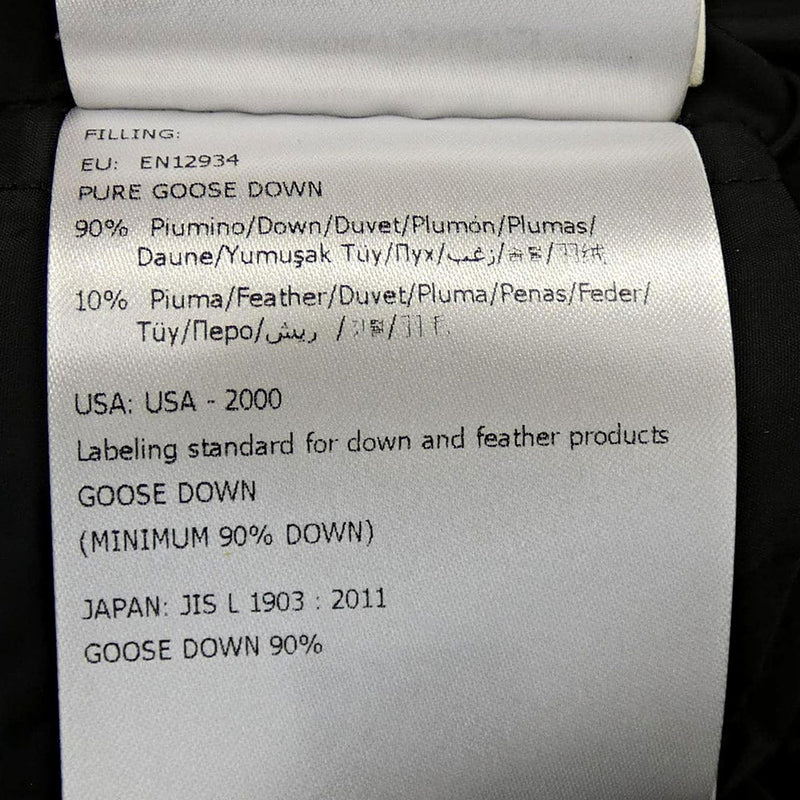 FILLING:
EU: EN12934
PURE GOOSE DOWN
90% Piumino/Down/Duvet/Plumón/Plumas/
Daune/Yumuşak Tüy/Пух/زغب/
10% Piuma/Feather/Duvet/Pluma/Penas/Feder/
Tüy/Перо/ريش/
USA: USA - 2000
Labeling standard for down and feather products
GOOSE DOWN
(MINIMUM 90% DOWN)
JAPAN: JIS L 1903 : 2011
GOOSE DOWN 90%